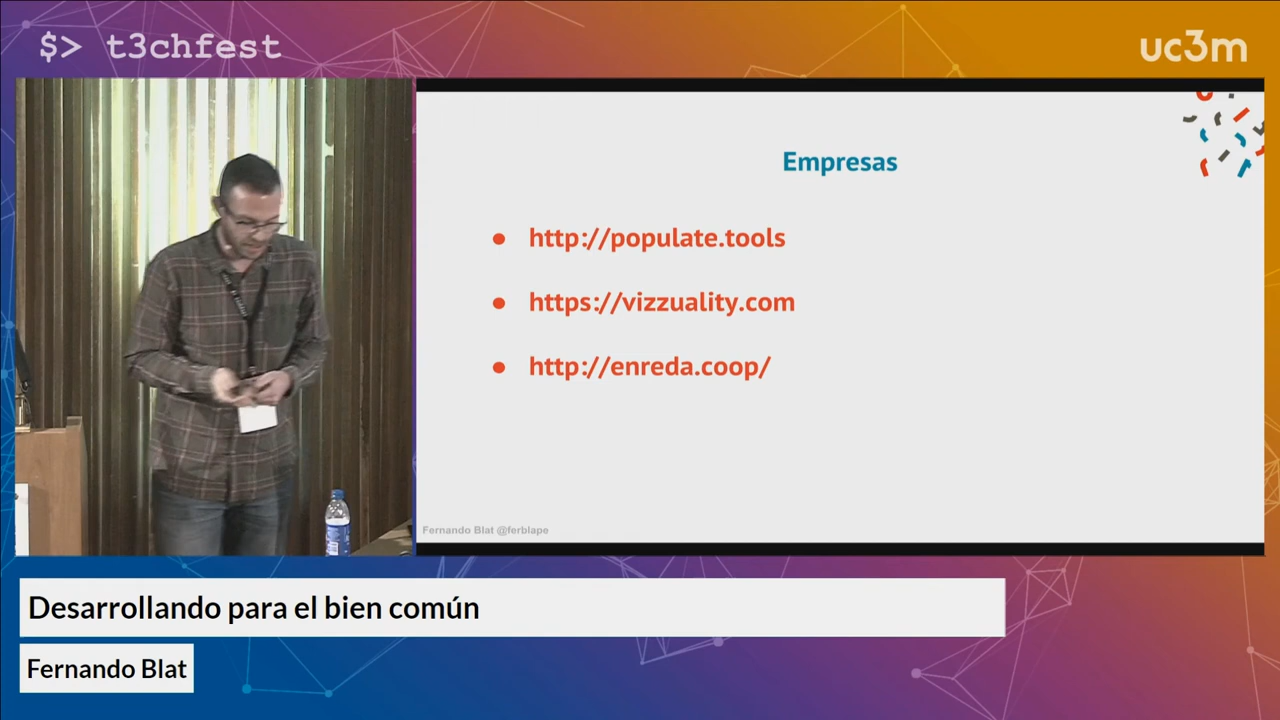 $> t3chfest
uc3m
Empresas
● http://populate.tools
● https://vizzuality.com
● http://enreda.coop/
Fernando Blat @ferblape
Desarrollando para el bien común
Fernando Blat